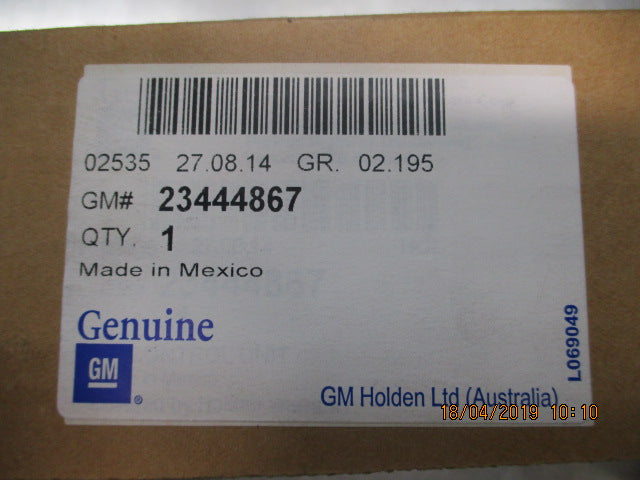 02535 27.08.14 GR. 02.195
GM# 23444867
QTY. 1
Made in Mexico
Genuine
GM ®
GM Holden Ltd (Australia)
L069049
18/04/2019 10:10